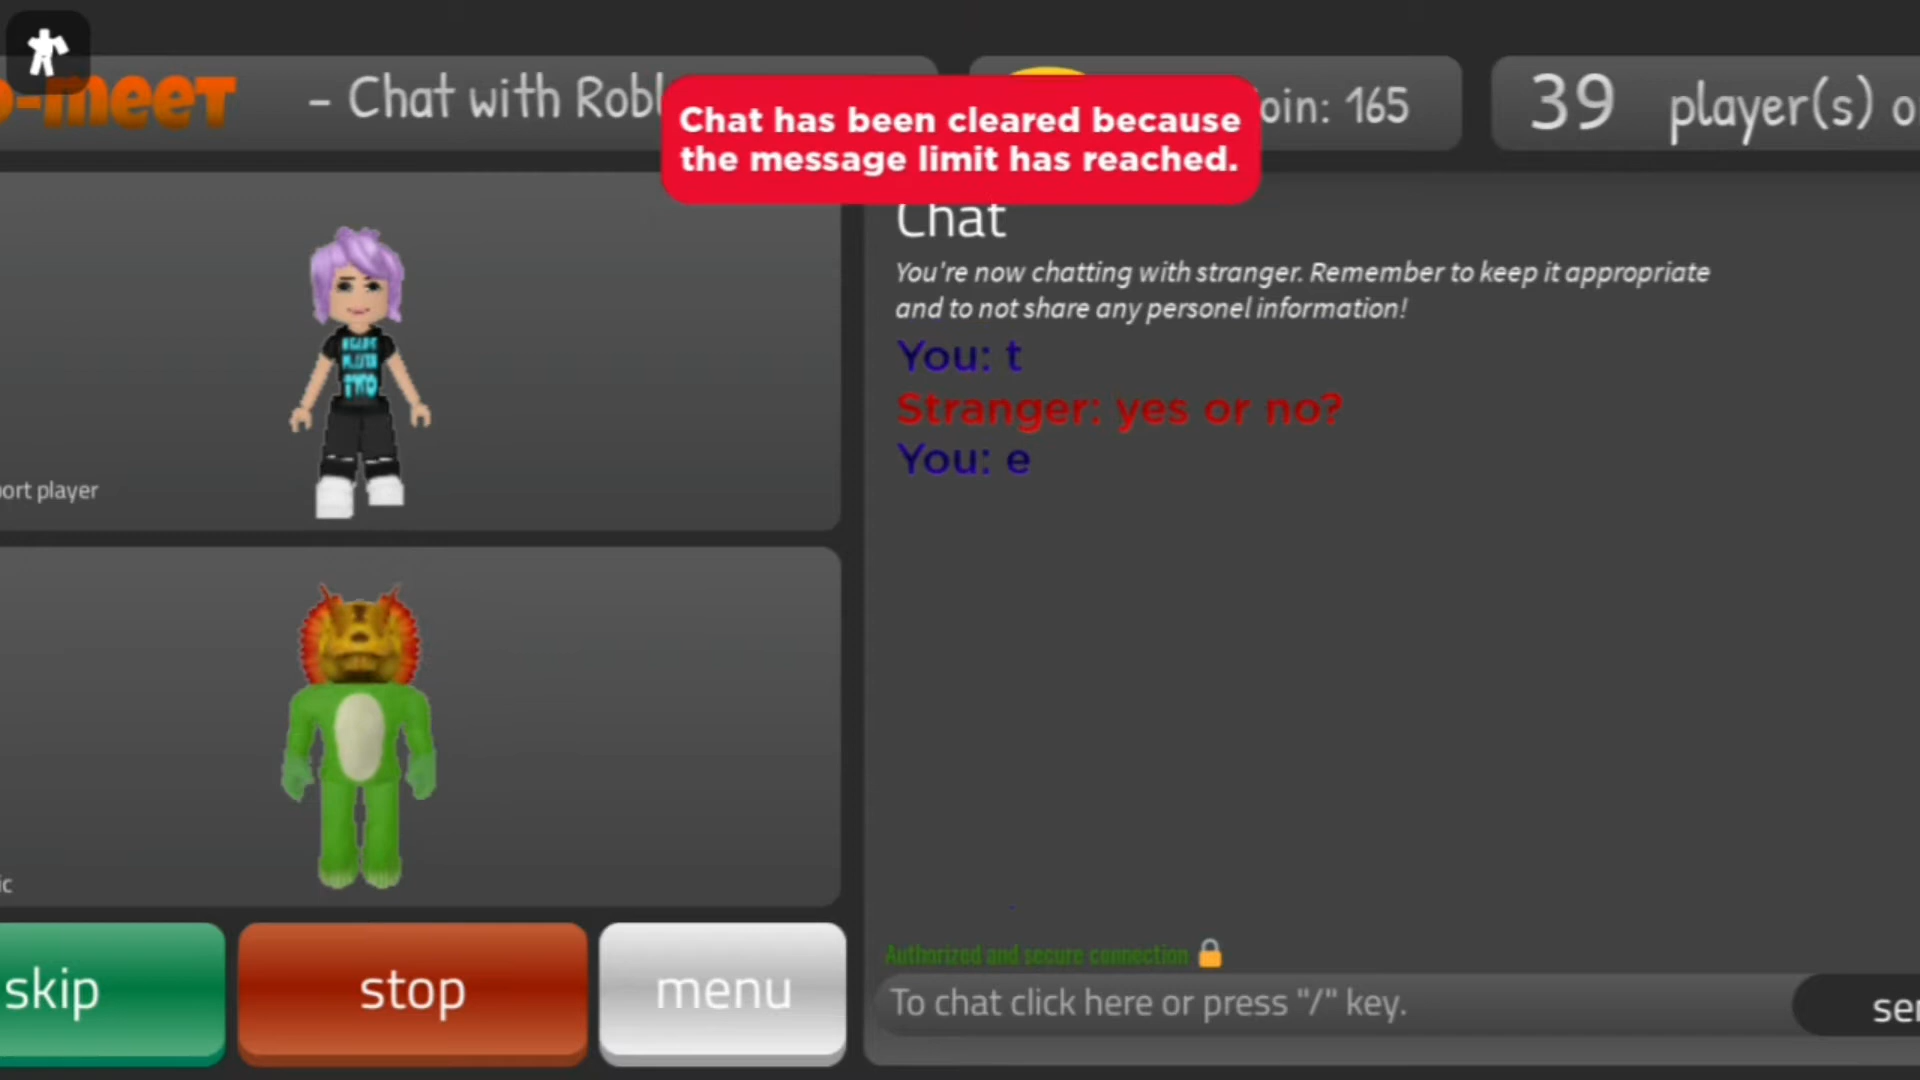 -meeT - Chat with Robl
oin: 165
39 player(s) o
Chat has been cleared because
the message limit has reached.
Chat
You're now chatting with stranger. Remember to keep it appropriate
and to not share any personel information!
You: t
Stranger: yes or no?
You: e
ort player
ic
skip
stop
menu
Authorized and secure connection
To chat click here or press "/" key.
sen